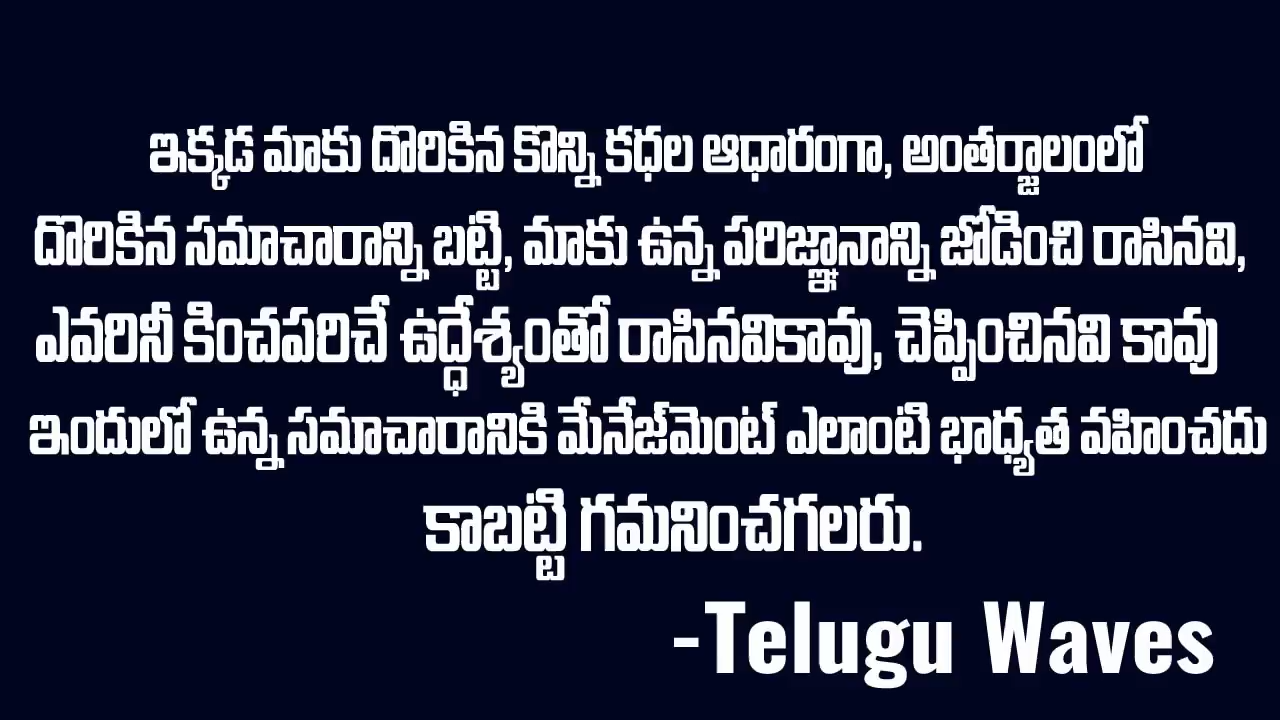 ఇక్కడ మాకు దొరికిన కొన్ని కధల ఆధారంగా, అంతర్జాలంలో
దొరికిన సమాచారాన్ని బట్టి, మాకు ఉన్న పరిజ్ఞానాన్ని జోడించి రాసినవి,
ఎవరినీ కించపరిచే ఉద్ధేశ్యంతో రాసినవికావు, చెప్పించినవి కావు
ఇందులో ఉన్న సమాచారానికి మేనేజ్‌మెంట్ ఎలాంటి భాధ్యత వహించదు
కాబట్టి గమనించగలరు.
-Telugu Waves